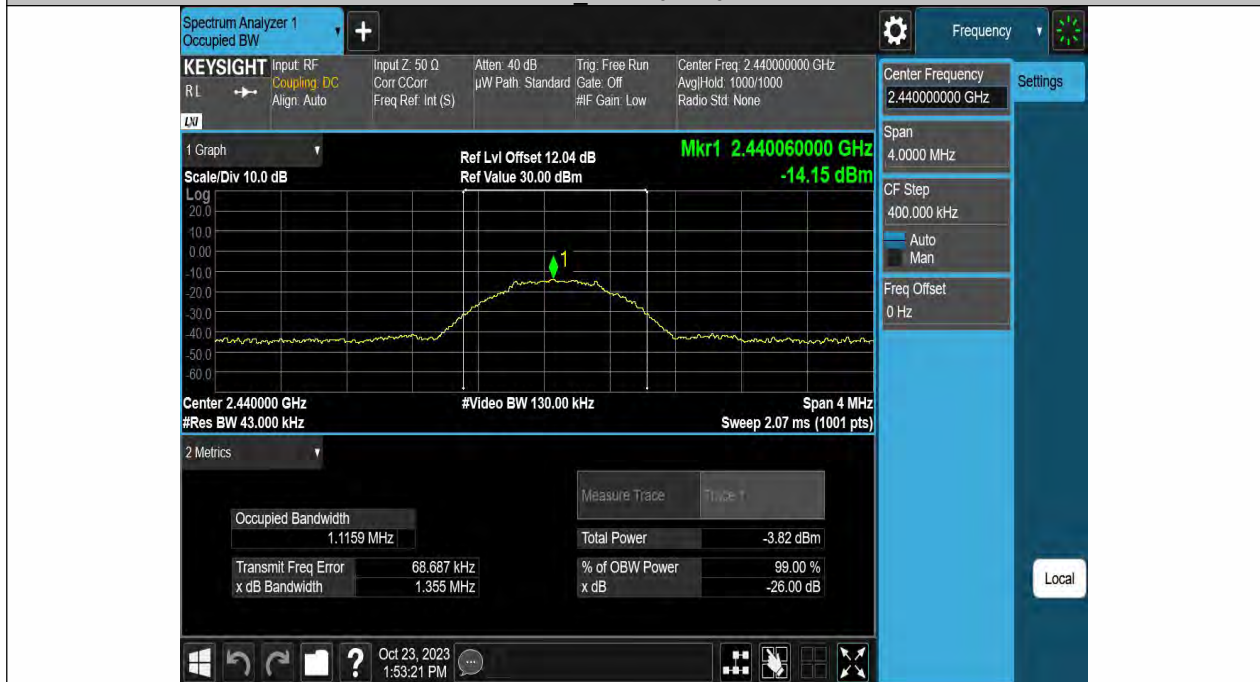 Spectrum Analyzer 1
Occupied BW
Frequency
KEYSIGHT
RL
LXI
Input: RF
Coupling: DC
Align: Auto
Input Z: 50 Ω
Corr CCorr
Freq Ref: Int (S)
Atten: 40 dB
µW Path: Standard
Trig: Free Run
Gate: Off
#IF Gain: Low
Center Freq: 2.440000000 GHz
Avg|Hold: 1000/1000
Radio Std: None
Center Frequency
2.440000000 GHz
Settings
Span
4.0000 MHz
CF Step
400.000 kHz
Auto
Man
Freq Offset
0 Hz
1 Graph
Scale/Div 10.0 dB
Ref Lvl Offset 12.04 dB
Ref Value 30.00 dBm
Mkr1 2.440060000 GHz
-14.15 dBm
Log
20.0
10.0
0.00
-10.0
-20.0
-30.0
-40.0
-50.0
-60.0
1
Center 2.440000 GHz
#Res BW 43.000 kHz
#Video BW 130.00 kHz
Span 4 MHz
Sweep 2.07 ms (1001 pts)
2 Metrics
Measure Trace
Trace 1
Occupied Bandwidth
1.1159 MHz
Total Power
-3.82 dBm
Transmit Freq Error
68.687 kHz
% of OBW Power
99.00 %
x dB Bandwidth
1.355 MHz
x dB
-26.00 dB
Local
?
Oct 23, 2023
1:53:21 PM